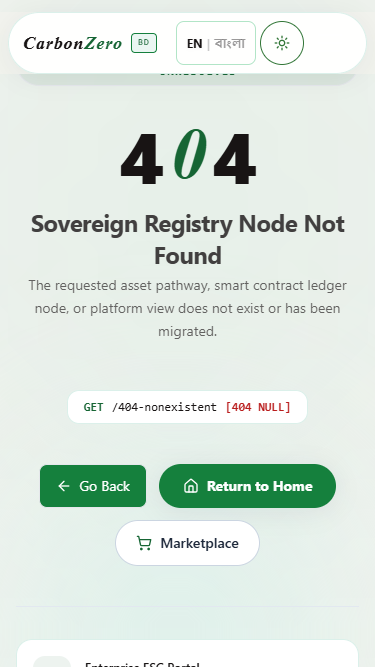 CarbonZero BD EN | বাংলা
404
Sovereign Registry Node Not
Found
The requested asset pathway, smart contract ledger
node, or platform view does not exist or has been
migrated.
GET /404-nonexistent [404 NULL]
Go Back
Return to Home
Marketplace
Enterprise ESG Portal